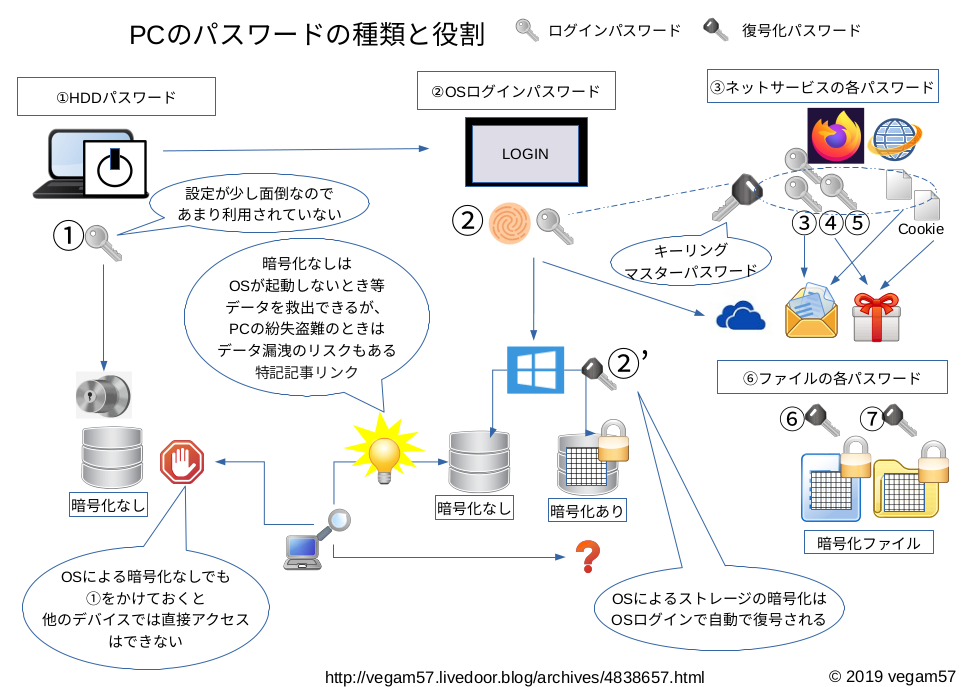 PCのパスワードの種類と役割
ログインパスワード
復号化パスワード
①HDDパスワード
②OSログインパスワード
③ネットサービスの各パスワード
LOGIN
設定が少し面倒なので
あまり利用されていない
①
②
③ ④ ⑤
Cookie
キーリング
マスターパスワード
暗号化なしは
OSが起動しないとき等
データを救出できるが、
PCの紛失盗難のときは
データ漏洩のリスクもある
特記記事リンク
②’
⑥ファイルの各パスワード
⑥
⑦
暗号化なし
暗号化なし
暗号化あり
暗号化ファイル
OSによる暗号化なしでも
①をかけておくと
他のデバイスでは直接アクセス
はできない
OSによるストレージの暗号化は
OSログインで自動で復号される
http://vegam57.livedoor.blog/archives/4838657.html
© 2019 vegam57